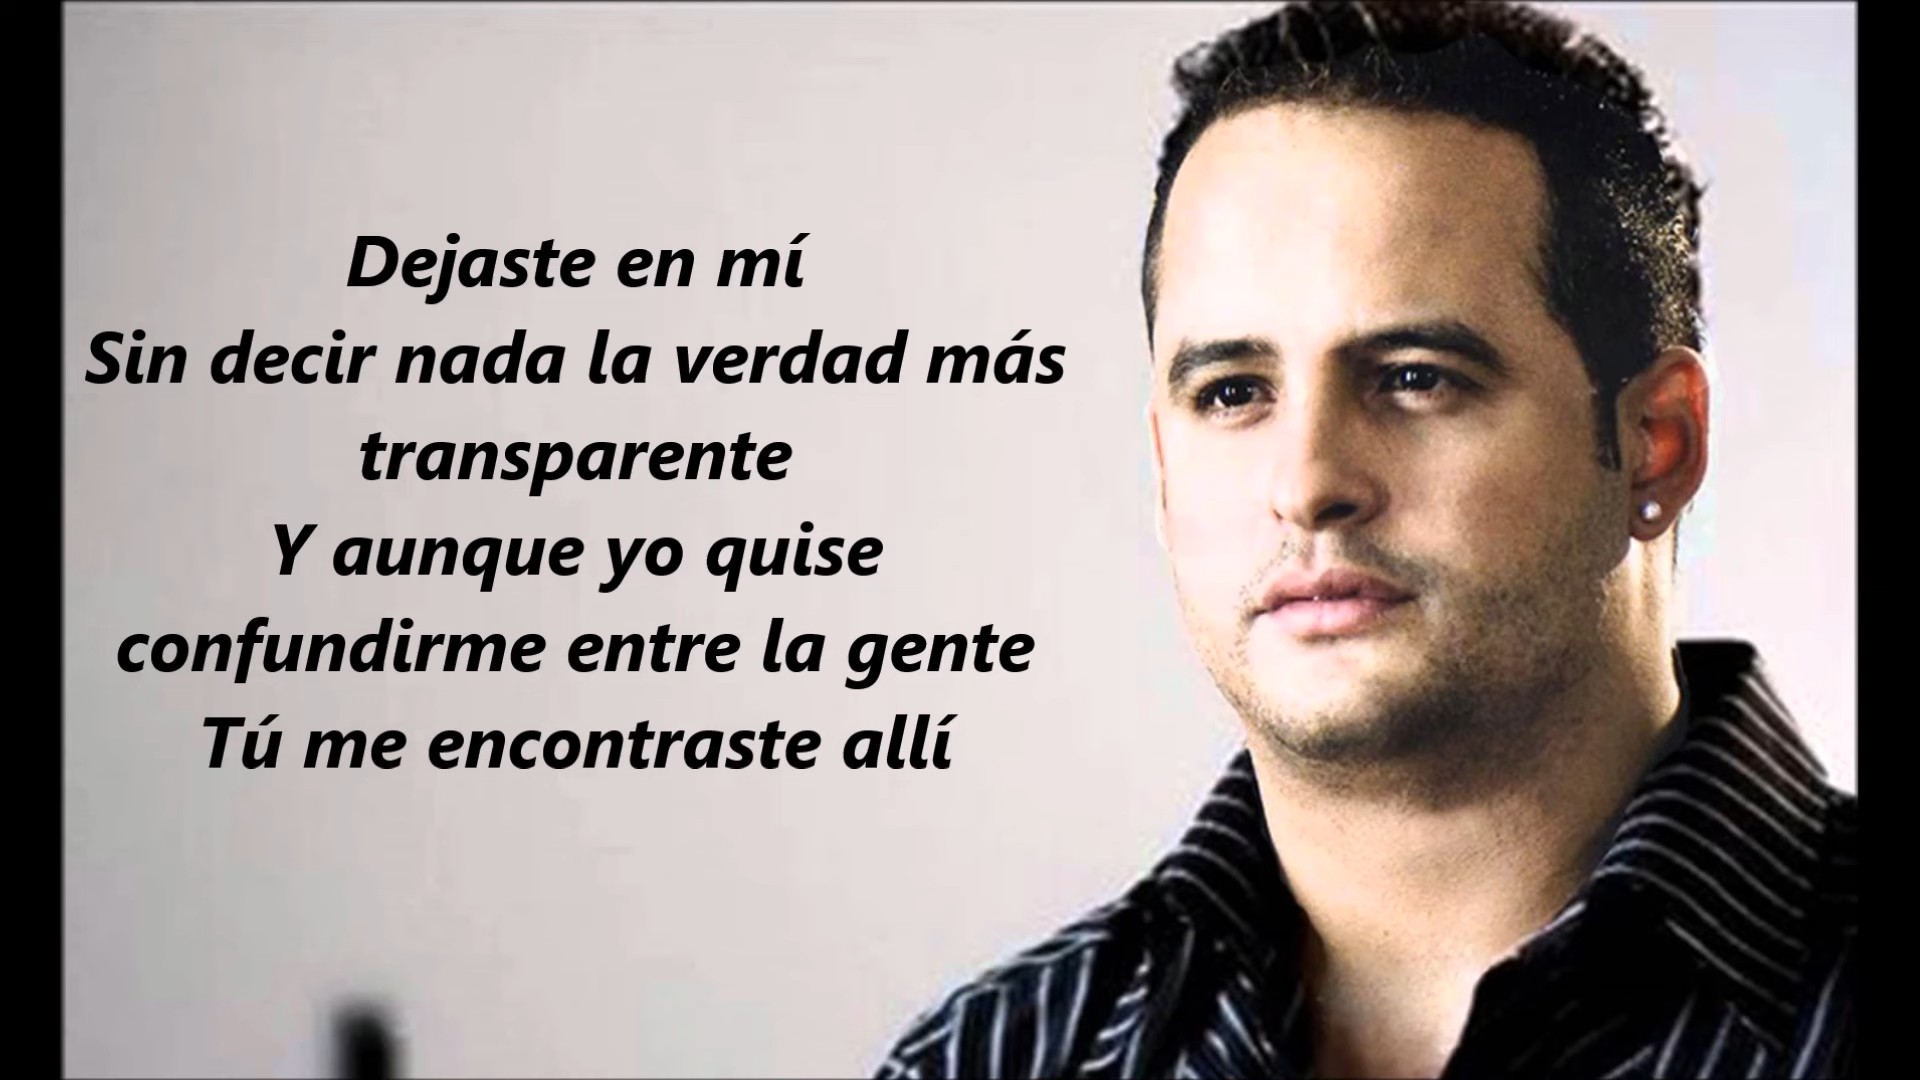 Dejaste en mí
Sin decir nada la verdad más
transparente
Y aunque yo quise
confundirme entre la gente
Tú me encontraste allí